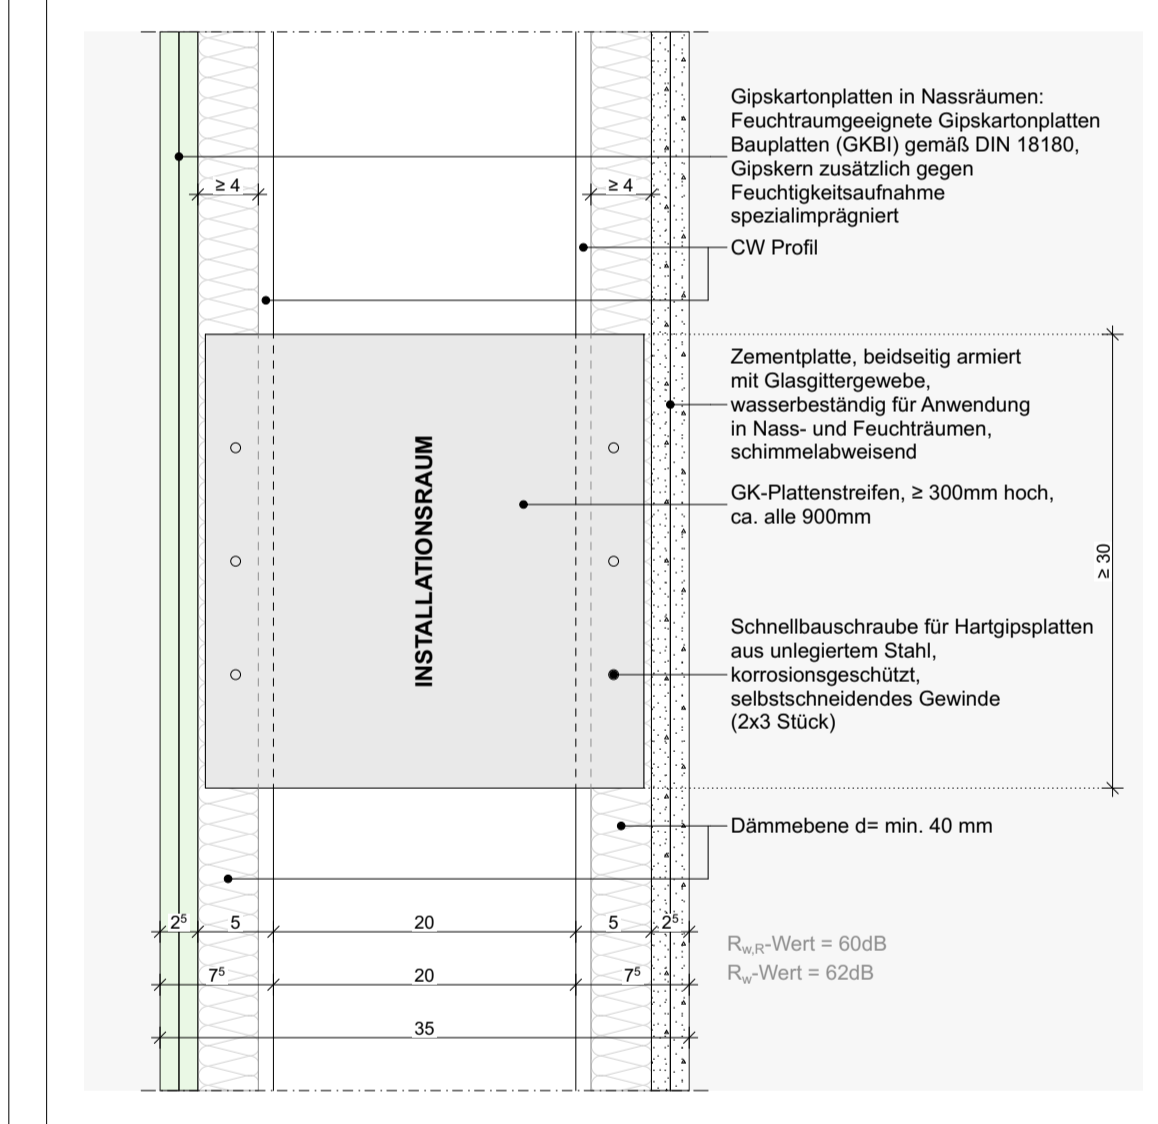 Gipskartonplatten in Nassräumen:
Feuchtraumgeeignete Gipskartonplatten
Bauplatten (GKBI) gemäß DIN 18180,
Gipskern zusätzlich gegen
Feuchtigkeitsaufnahme
spezialimprägniert
≥ 4
≥ 4
CW Profil
Zementplatte, beidseitig armiert
mit Glasgittergewebe,
wasserbeständig für Anwendung
in Nass- und Feuchträumen,
schimmelabweisend
GK-Plattenstreifen, ≥ 300mm hoch,
ca. alle 900mm
INSTALLATIONSRAUM
≥ 30
Schnellbauschraube für Hartgipsplatten
aus unlegiertem Stahl,
korrosionsgeschützt,
selbstschneidendes Gewinde
(2x3 Stück)
Dämmebene d= min. 40 mm
2⁵ 5 20 5 2⁵
R_w,R-Wert = 60dB
R_w-Wert = 62dB
7⁵ 20 7⁵
35